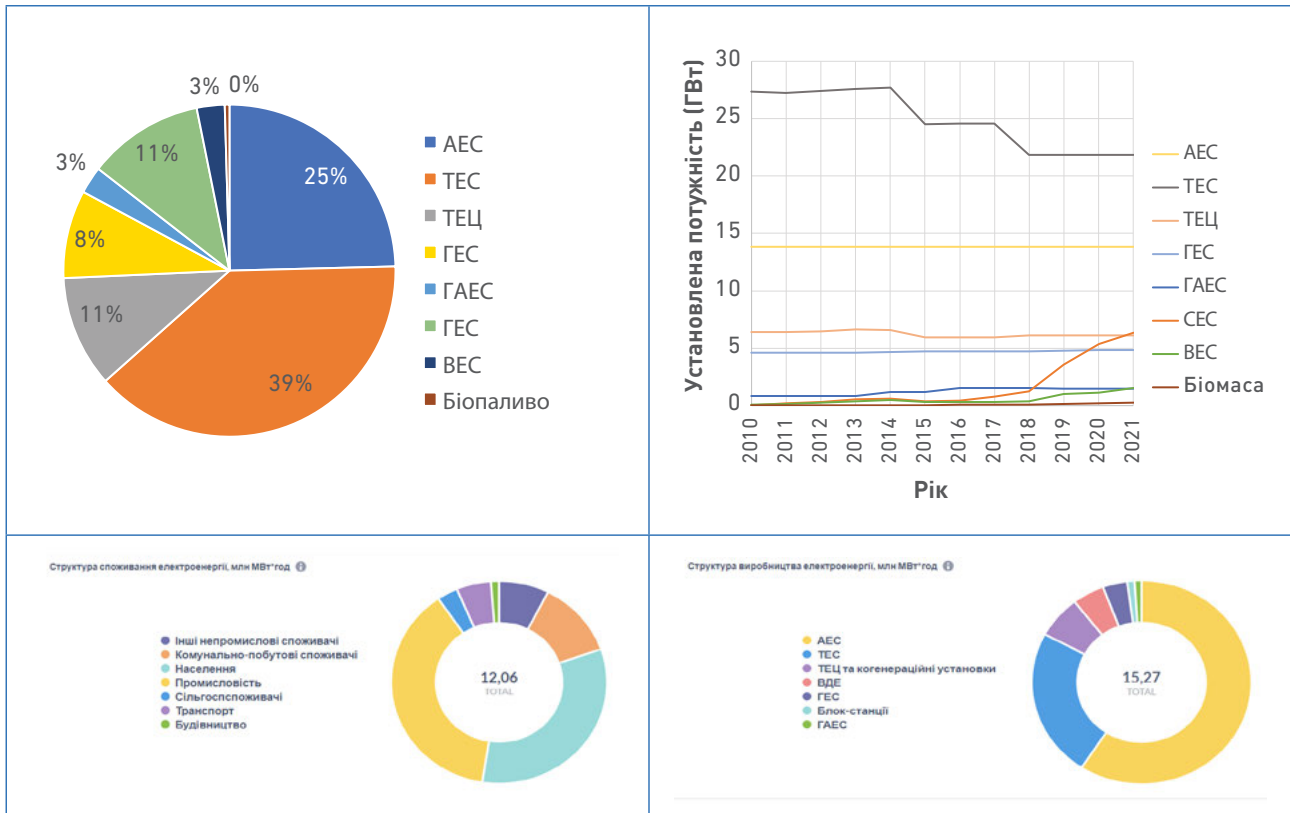 3%
0%
11%
25%
3%
8%
11%
39%
АЕС
ТЕС
ТЕЦ
ГЕС
ГАЕС
ГЕС
ВЕС
Біопаливо
Установлена потужність (ГВт)
30
25
20
15
10
5
0
2010
2011
2012
2013
2014
2015
2016
2017
2018
2019
2020
2021
Рік
АЕС
ТЕС
ТЕЦ
ГЕС
ГАЕС
СЕС
ВЕС
Біомаса
Структура споживання електроенергії, млн МВт*год
Інші непромислові споживачі
Комунально-побутові споживачі
Населення
Промисловість
Сільгоспспоживачі
Транспорт
Будівництво
12,06
TOTAL
Структура виробництва електроенергії, млн МВт*год
АЕС
ТЕС
ТЕЦ та когенераційні установки
ВДЕ
ГЕС
Блок-станції
ГАЕС
15,27
TOTAL